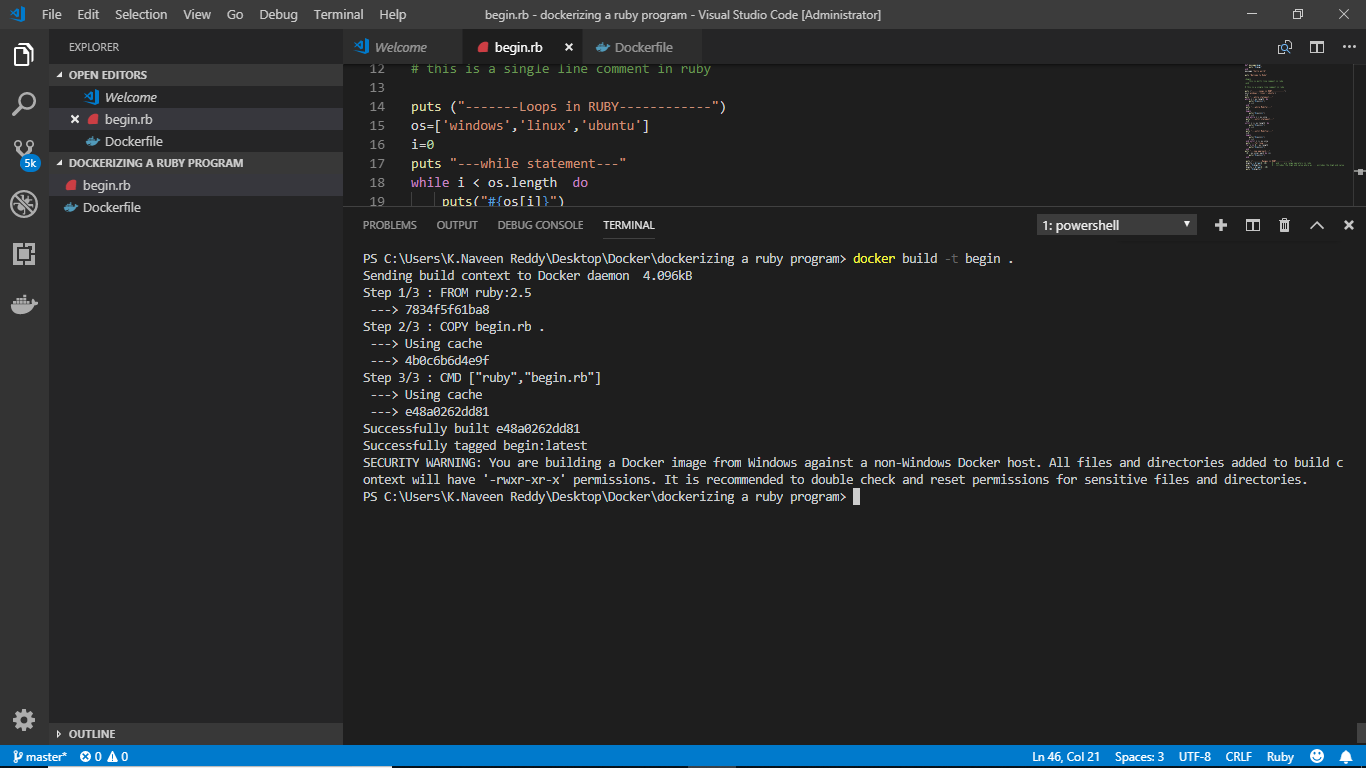 File Edit Selection View Go Debug Terminal Help
begin.rb - dockerizing a ruby program - Visual Studio Code [Administrator]
EXPLORER
OPEN EDITORS
Welcome
begin.rb
Dockerfile
DOCKERIZING A RUBY PROGRAM
begin.rb
Dockerfile
OUTLINE
5k
Welcome begin.rb Dockerfile
12 # this is a single line comment in ruby
13
14 puts ("-------Loops in RUBY------------")
15 os=['windows','linux','ubuntu']
16 i=0
17 puts "---while statement---"
18 while i < os.length  do
19     puts("#{os[i]}")
PROBLEMS OUTPUT DEBUG CONSOLE TERMINAL
1: powershell
PS C:\Users\K.Naveen Reddy\Desktop\Docker\dockerizing a ruby program> docker build -t begin .
Sending build context to Docker daemon  4.096kB
Step 1/3 : FROM ruby:2.5
 ---> 7834f5f61ba8
Step 2/3 : COPY begin.rb .
 ---> Using cache
 ---> 4b0c6b6d4e9f
Step 3/3 : CMD ["ruby","begin.rb"]
 ---> Using cache
 ---> e48a0262dd81
Successfully built e48a0262dd81
Successfully tagged begin:latest
SECURITY WARNING: You are building a Docker image from Windows against a non-Windows Docker host. All files and directories added to build c
ontext will have '-rwxr-xr-x' permissions. It is recommended to double check and reset permissions for sensitive files and directories.
PS C:\Users\K.Naveen Reddy\Desktop\Docker\dockerizing a ruby program>
master* 0 0
Ln 46, Col 21 Spaces: 3 UTF-8 CRLF Ruby